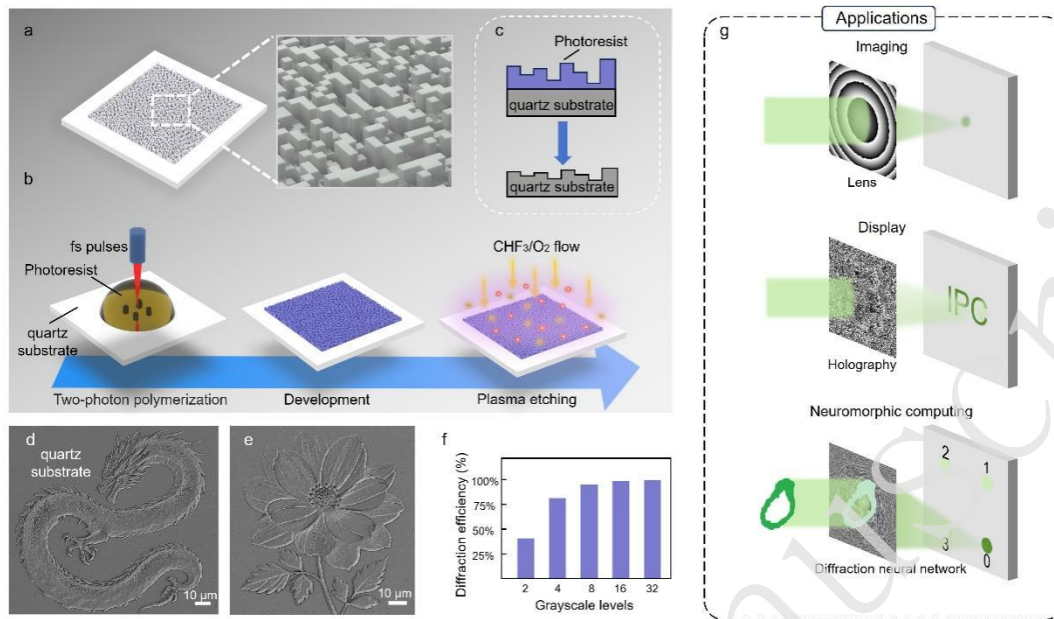 a
c
Photoresist
quartz substrate
quartz substrate
b
fs pulses
Photoresist
quartz
substrate
CHF₃/O₂ flow
Two-photon polymerization
Development
Plasma etching
d
quartz
substrate
10 μm
e
10 μm
f
Diffraction efficiency (%)
100%
75%
50%
25%
2 4 8 16 32
Grayscale levels
Applications
g
Imaging
Lens
Display
IPC
Holography
Neuromorphic computing
2
1
3
0
Diffraction neural network